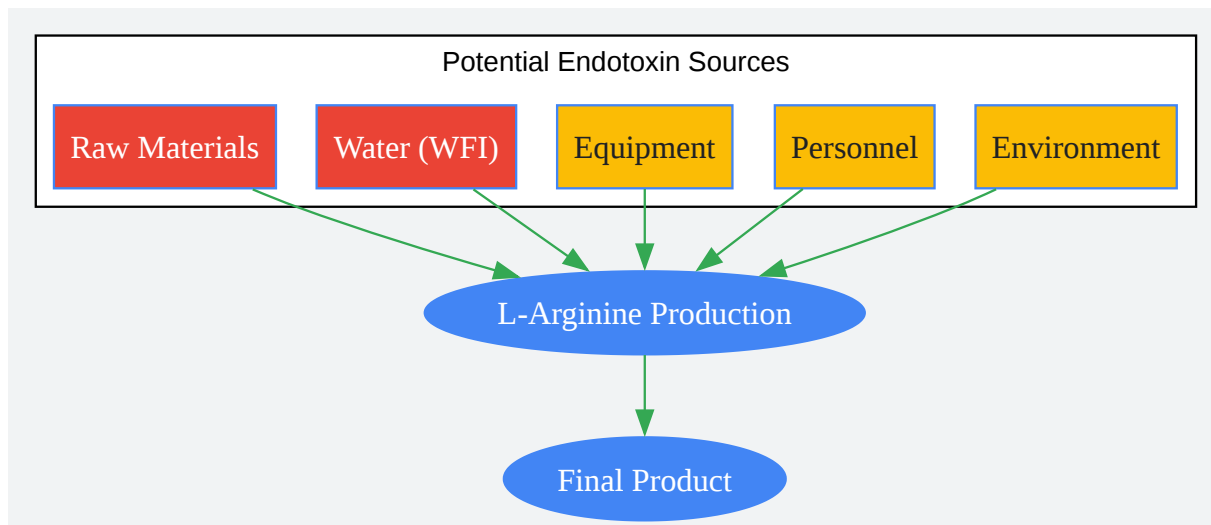 Potential Endotoxin Sources
Raw Materials
Water (WFI)
Equipment
Personnel
Environment
L-Arginine Production
Final Product